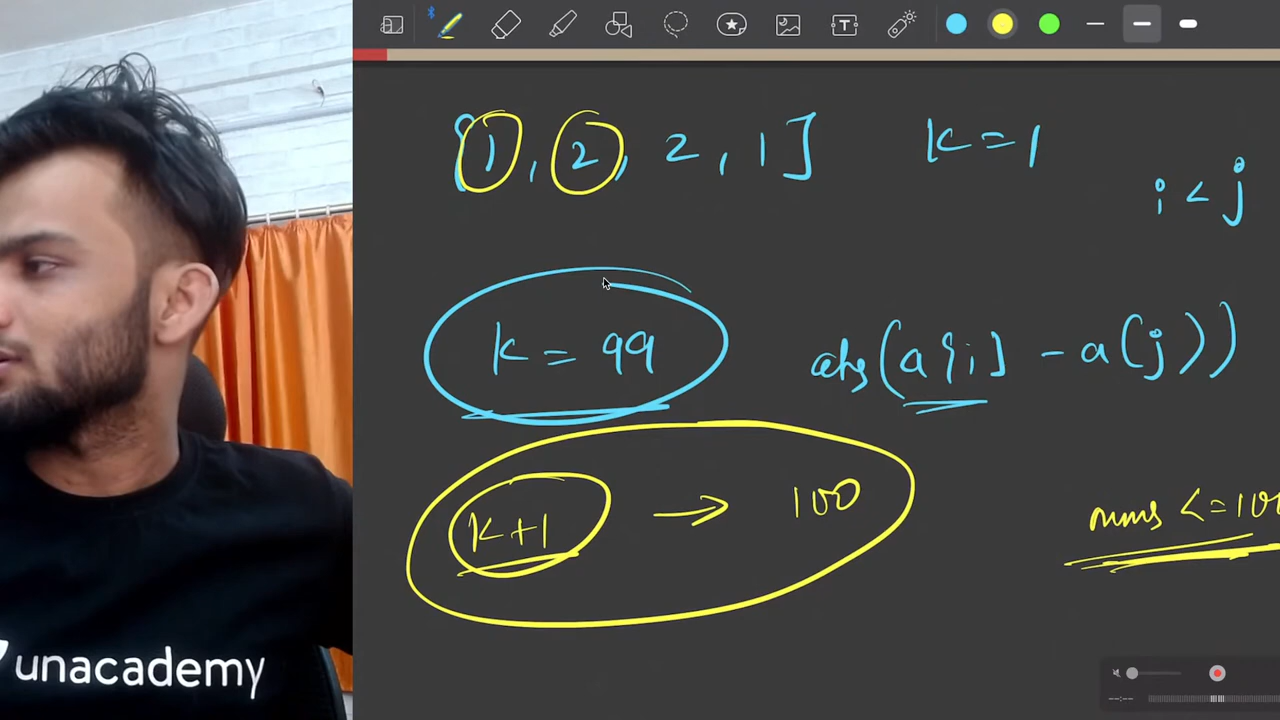 [1, 2, 2, 1] k=1
i < j
k = 99 abs(a[i] - a(j))
k+1 → 100 nums <=100
unacademy